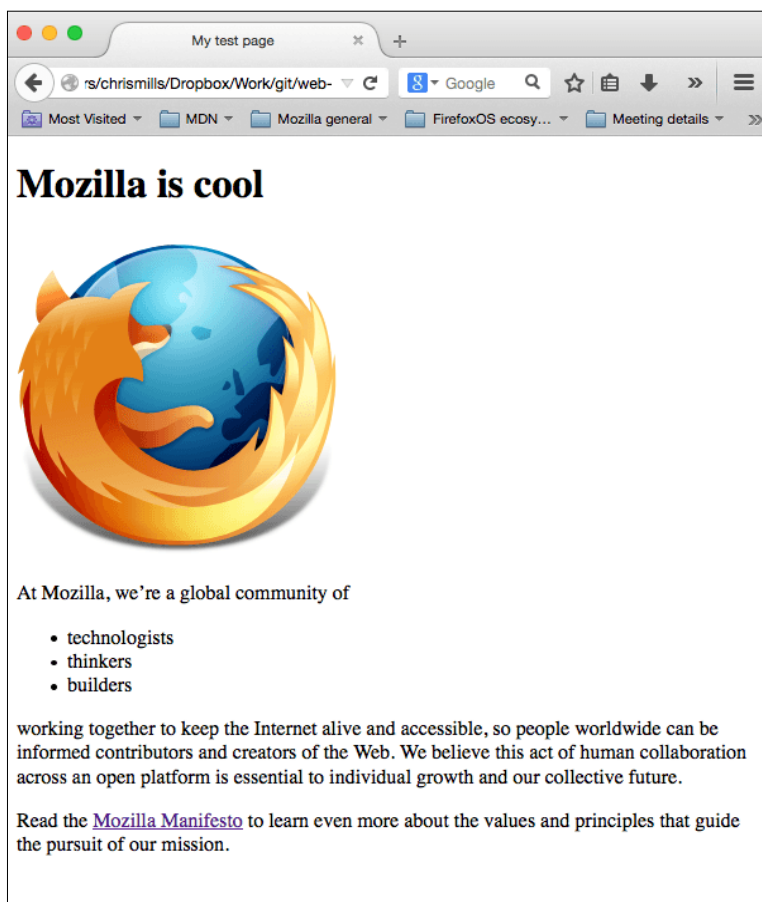 My test page
rs/chrismills/Dropbox/Work/git/web-
8 Google
Most Visited MDN Mozilla general FirefoxOS ecosy... Meeting details
Mozilla is cool
At Mozilla, we’re a global community of
• technologists
• thinkers
• builders
working together to keep the Internet alive and accessible, so people worldwide can be
informed contributors and creators of the Web. We believe this act of human collaboration
across an open platform is essential to individual growth and our collective future.
Read the Mozilla Manifesto to learn even more about the values and principles that guide
the pursuit of our mission.